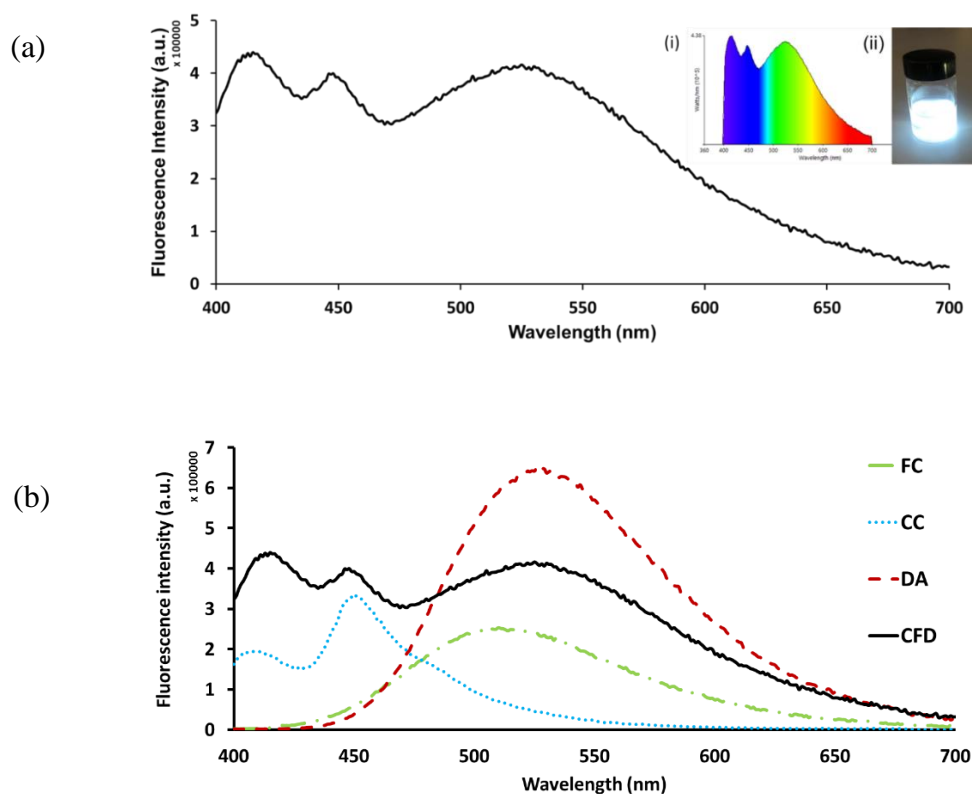 (a)
Fluorescence Intensity (a.u.)
x 100000
5
4
3
2
1
0
400 450 500 550 600 650 700
Wavelength (nm)
(i)
(ii)
Wavelength (nm)
360 400 450 500 550 600 650 700
(b)
Fluorescence intensity (a.u.)
x 100000
7
6
5
4
3
2
1
0
400 450 500 550 600 650 700
Wavelength (nm)
FC
CC
DA
CFD